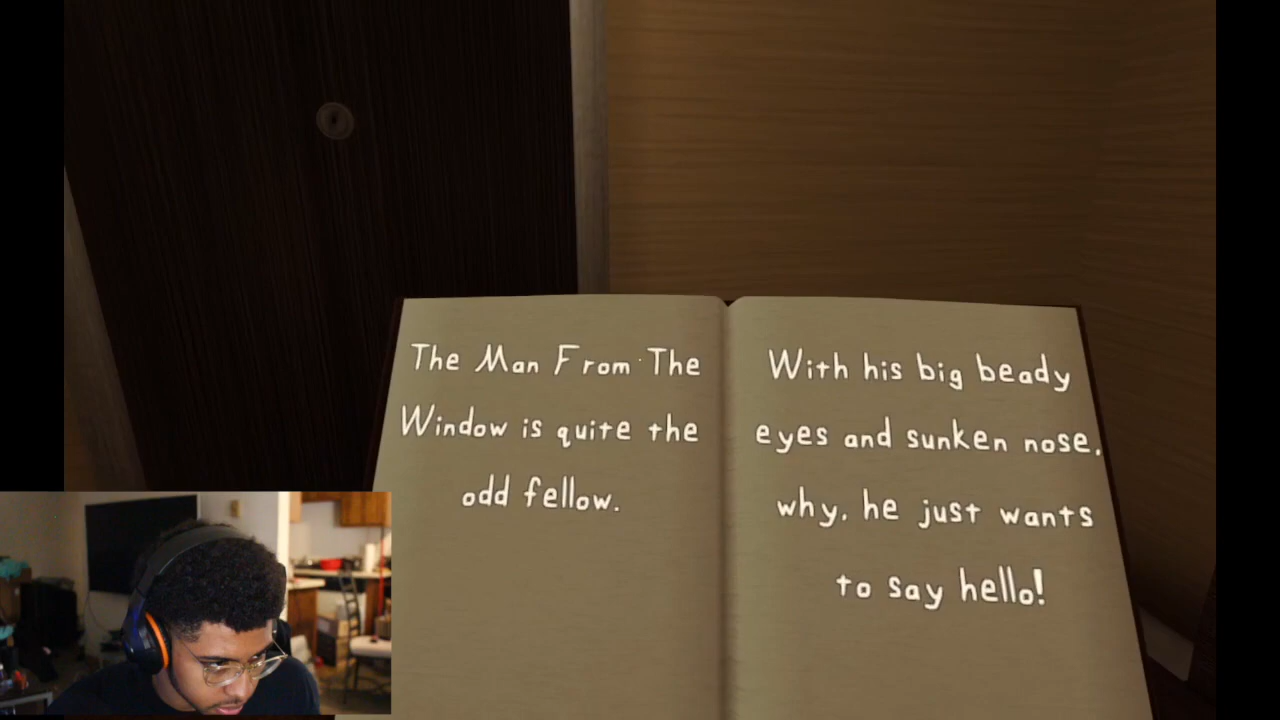 The Man From The
Window is quite the
odd fellow.
With his big beady
eyes and sunken nose,
why, he just wants
to say hello!